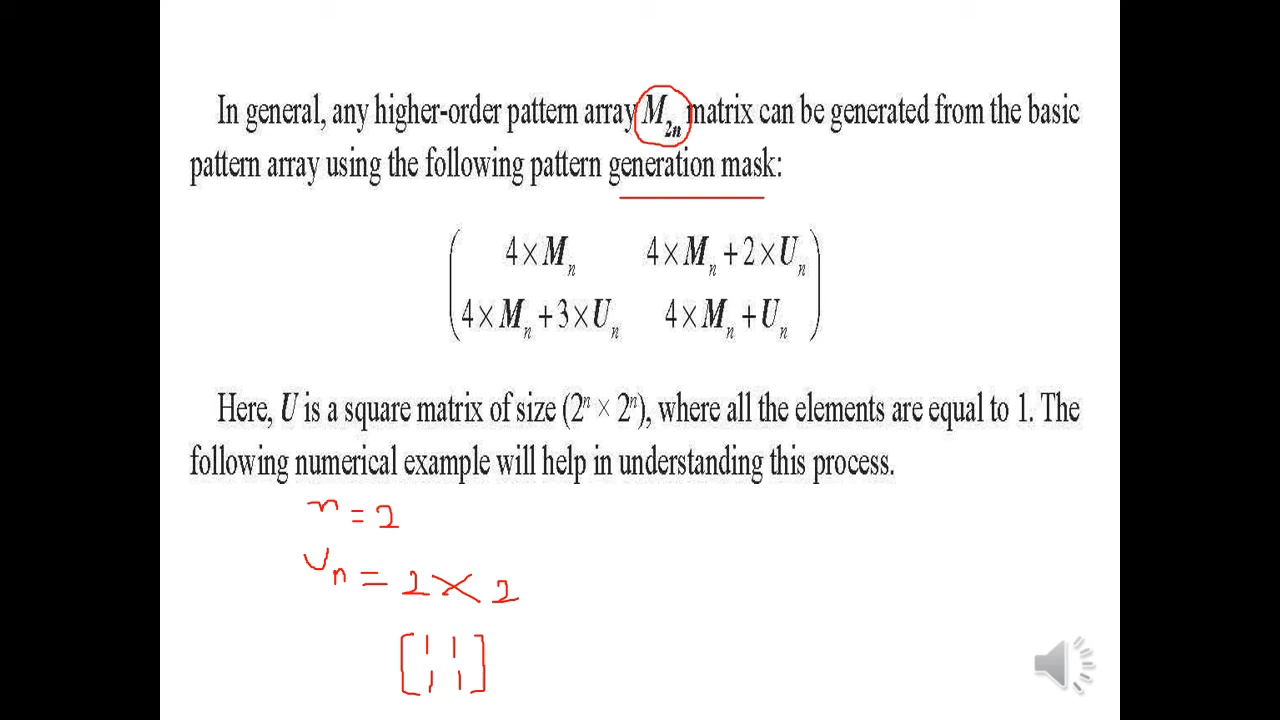 In general, any higher-order pattern array M₂ₙ matrix can be generated from the basic
pattern array using the following pattern generation mask:
4×Mₙ 4×Mₙ+2×Uₙ
4×Mₙ+3×Uₙ 4×Mₙ+Uₙ
Here, U is a square matrix of size (2ⁿ × 2ⁿ), where all the elements are equal to 1. The
following numerical example will help in understanding this process.
n = 2
Uₙ = 2 × 2
[1 1
1 1]